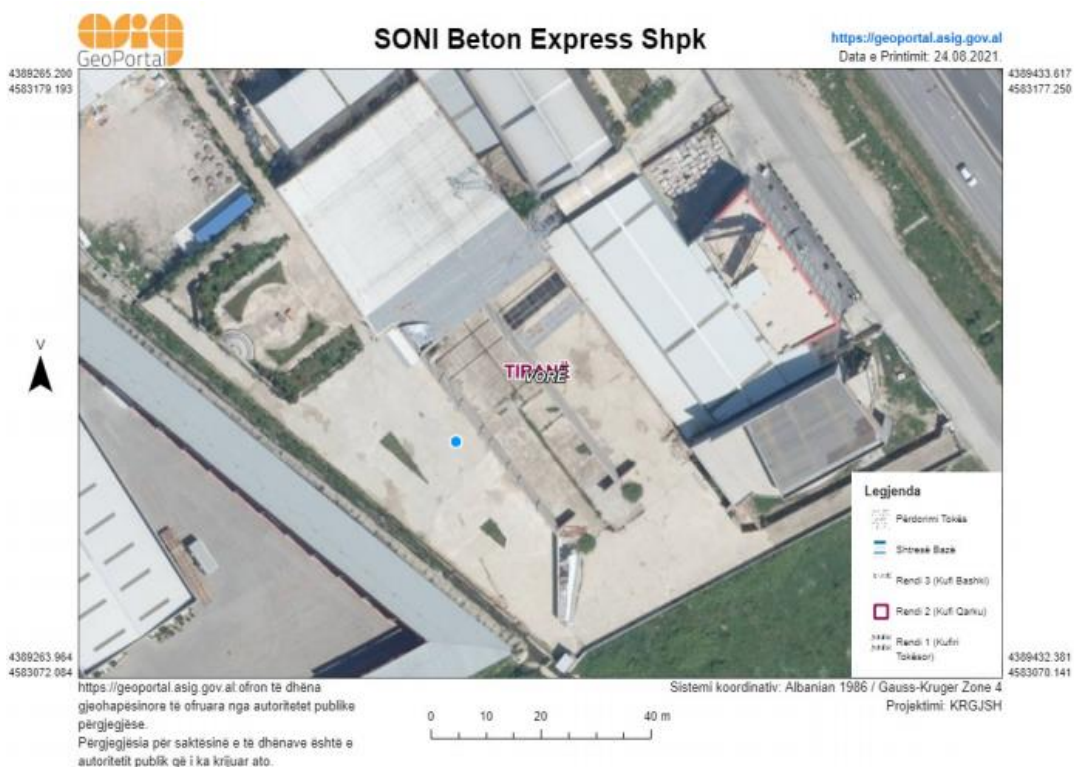 asig
GeoPortal
SONI Beton Express Shpk
https://geoportal.asig.gov.al
Data e Printimit: 24.08.2021.
4389265.200
4583179.193
4389433.617
4583177.250
V
TIRANË
VORË
Legjenda
Përdorimi Tokës
Shtresë Bazë
Rendi 3 (Kufi Bashki)
Rendi 2 (Kufi Qarku)
Rendi 1 (Kufiri
Tokësor)
4389263.964
4583072.084
4389432.381
4583070.141
https://geoportal.asig.gov.al ofron të dhëna
gjeohapësinore të ofruara nga autoritetet publike
përgjegjëse.
Përgjegjësia për saktësinë e të dhënave është e
autoritetit publik që i ka krijuar ato.
0 10 20 40 m
Sistemi koordinativ: Albanian 1986 / Gauss-Kruger Zone 4
Projektimi: KRGJSH